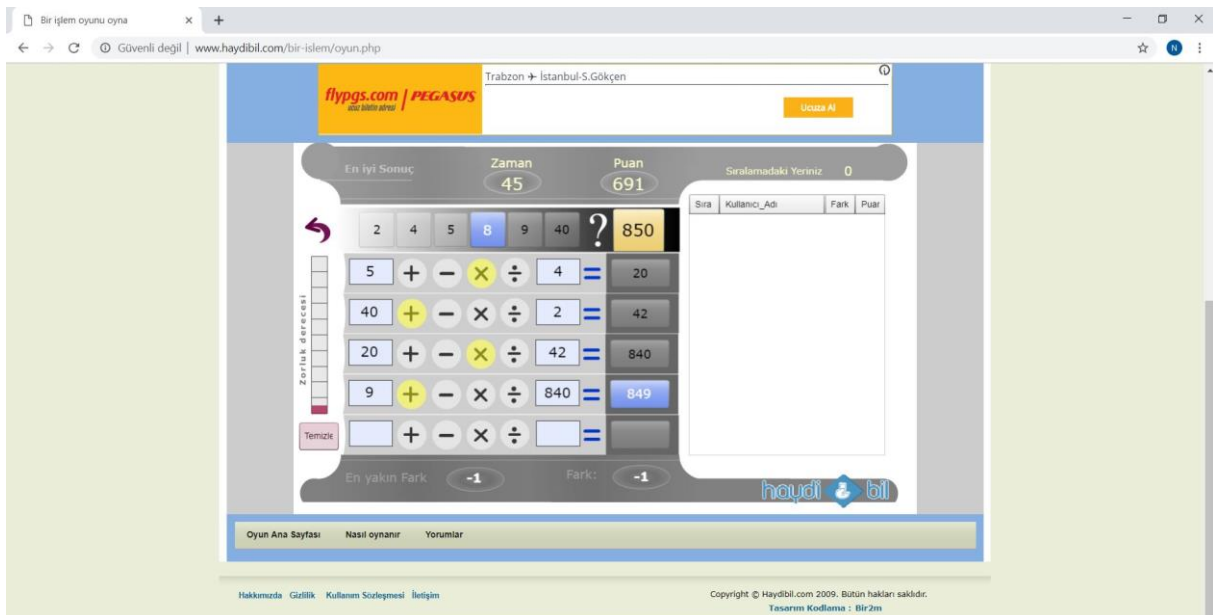 Bir işlem oyunu oyna
Güvenli değil | www.haydibil.com/bir-islem/oyun.php
N
flypgs.com | PEGASUS
ucuz biletin adresi
Trabzon ✈ İstanbul-S.Gökçen
Ucuza Al
En iyi Sonuç Zaman Puan Sıralamadaki Yeriniz 0
45 691
Sıra Kullanıcı_Adı Fark Puar
2 4 5 8 9 40 ? 850
5 + − × ÷ 4 = 20
40 + − × ÷ 2 = 42
20 + − × ÷ 42 = 840
9 + − × ÷ 840 = 849
+ − × ÷ =
Zorluk derecesi
Temizle
En yakın Fark -1 Fark: -1
haydi bil
Oyun Ana Sayfası Nasıl oynanır Yorumlar
Hakkımızda Gizlilik Kullanım Sözleşmesi İletişim
Copyright © Haydibil.com 2009. Bütün hakları saklıdır.
Tasarım Kodlama : Bir2m